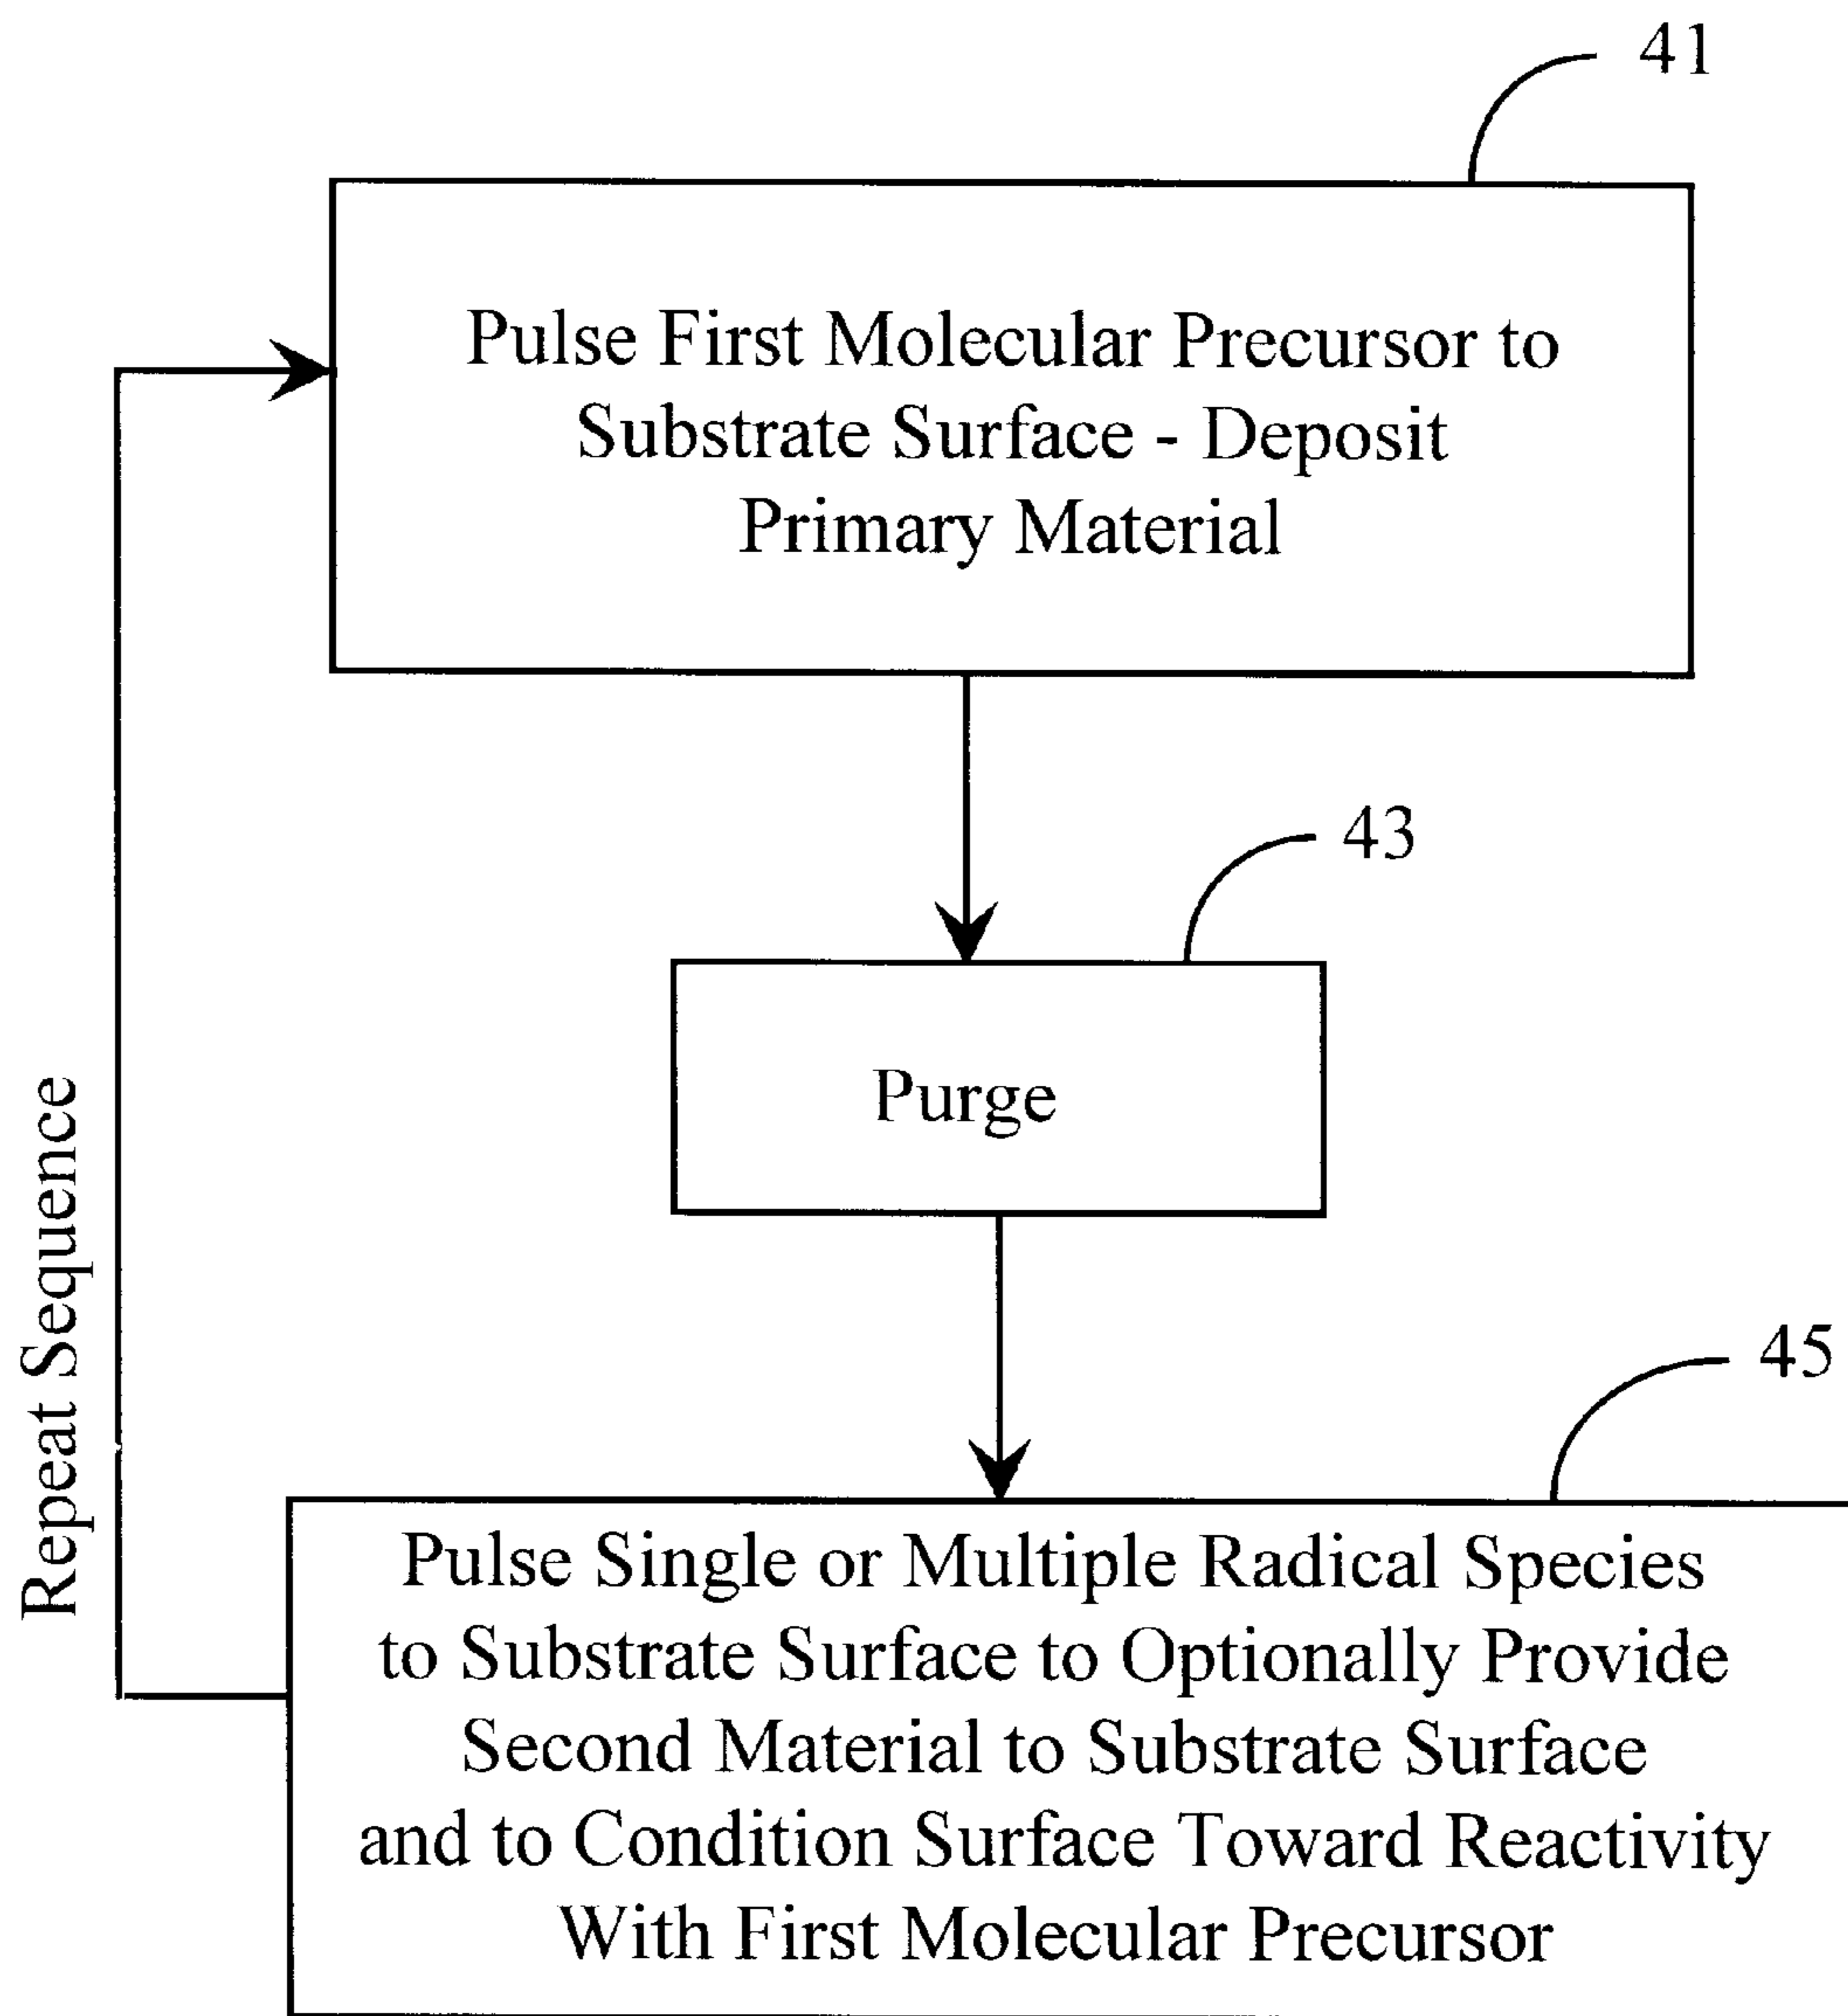 41
Pulse First Molecular Precursor to
Substrate Surface - Deposit
Primary Material
43
Purge
45
Pulse Single or Multiple Radical Species
to Substrate Surface to Optionally Provide
Second Material to Substrate Surface
and to Condition Surface Toward Reactivity
With First Molecular Precursor
Repeat Sequence